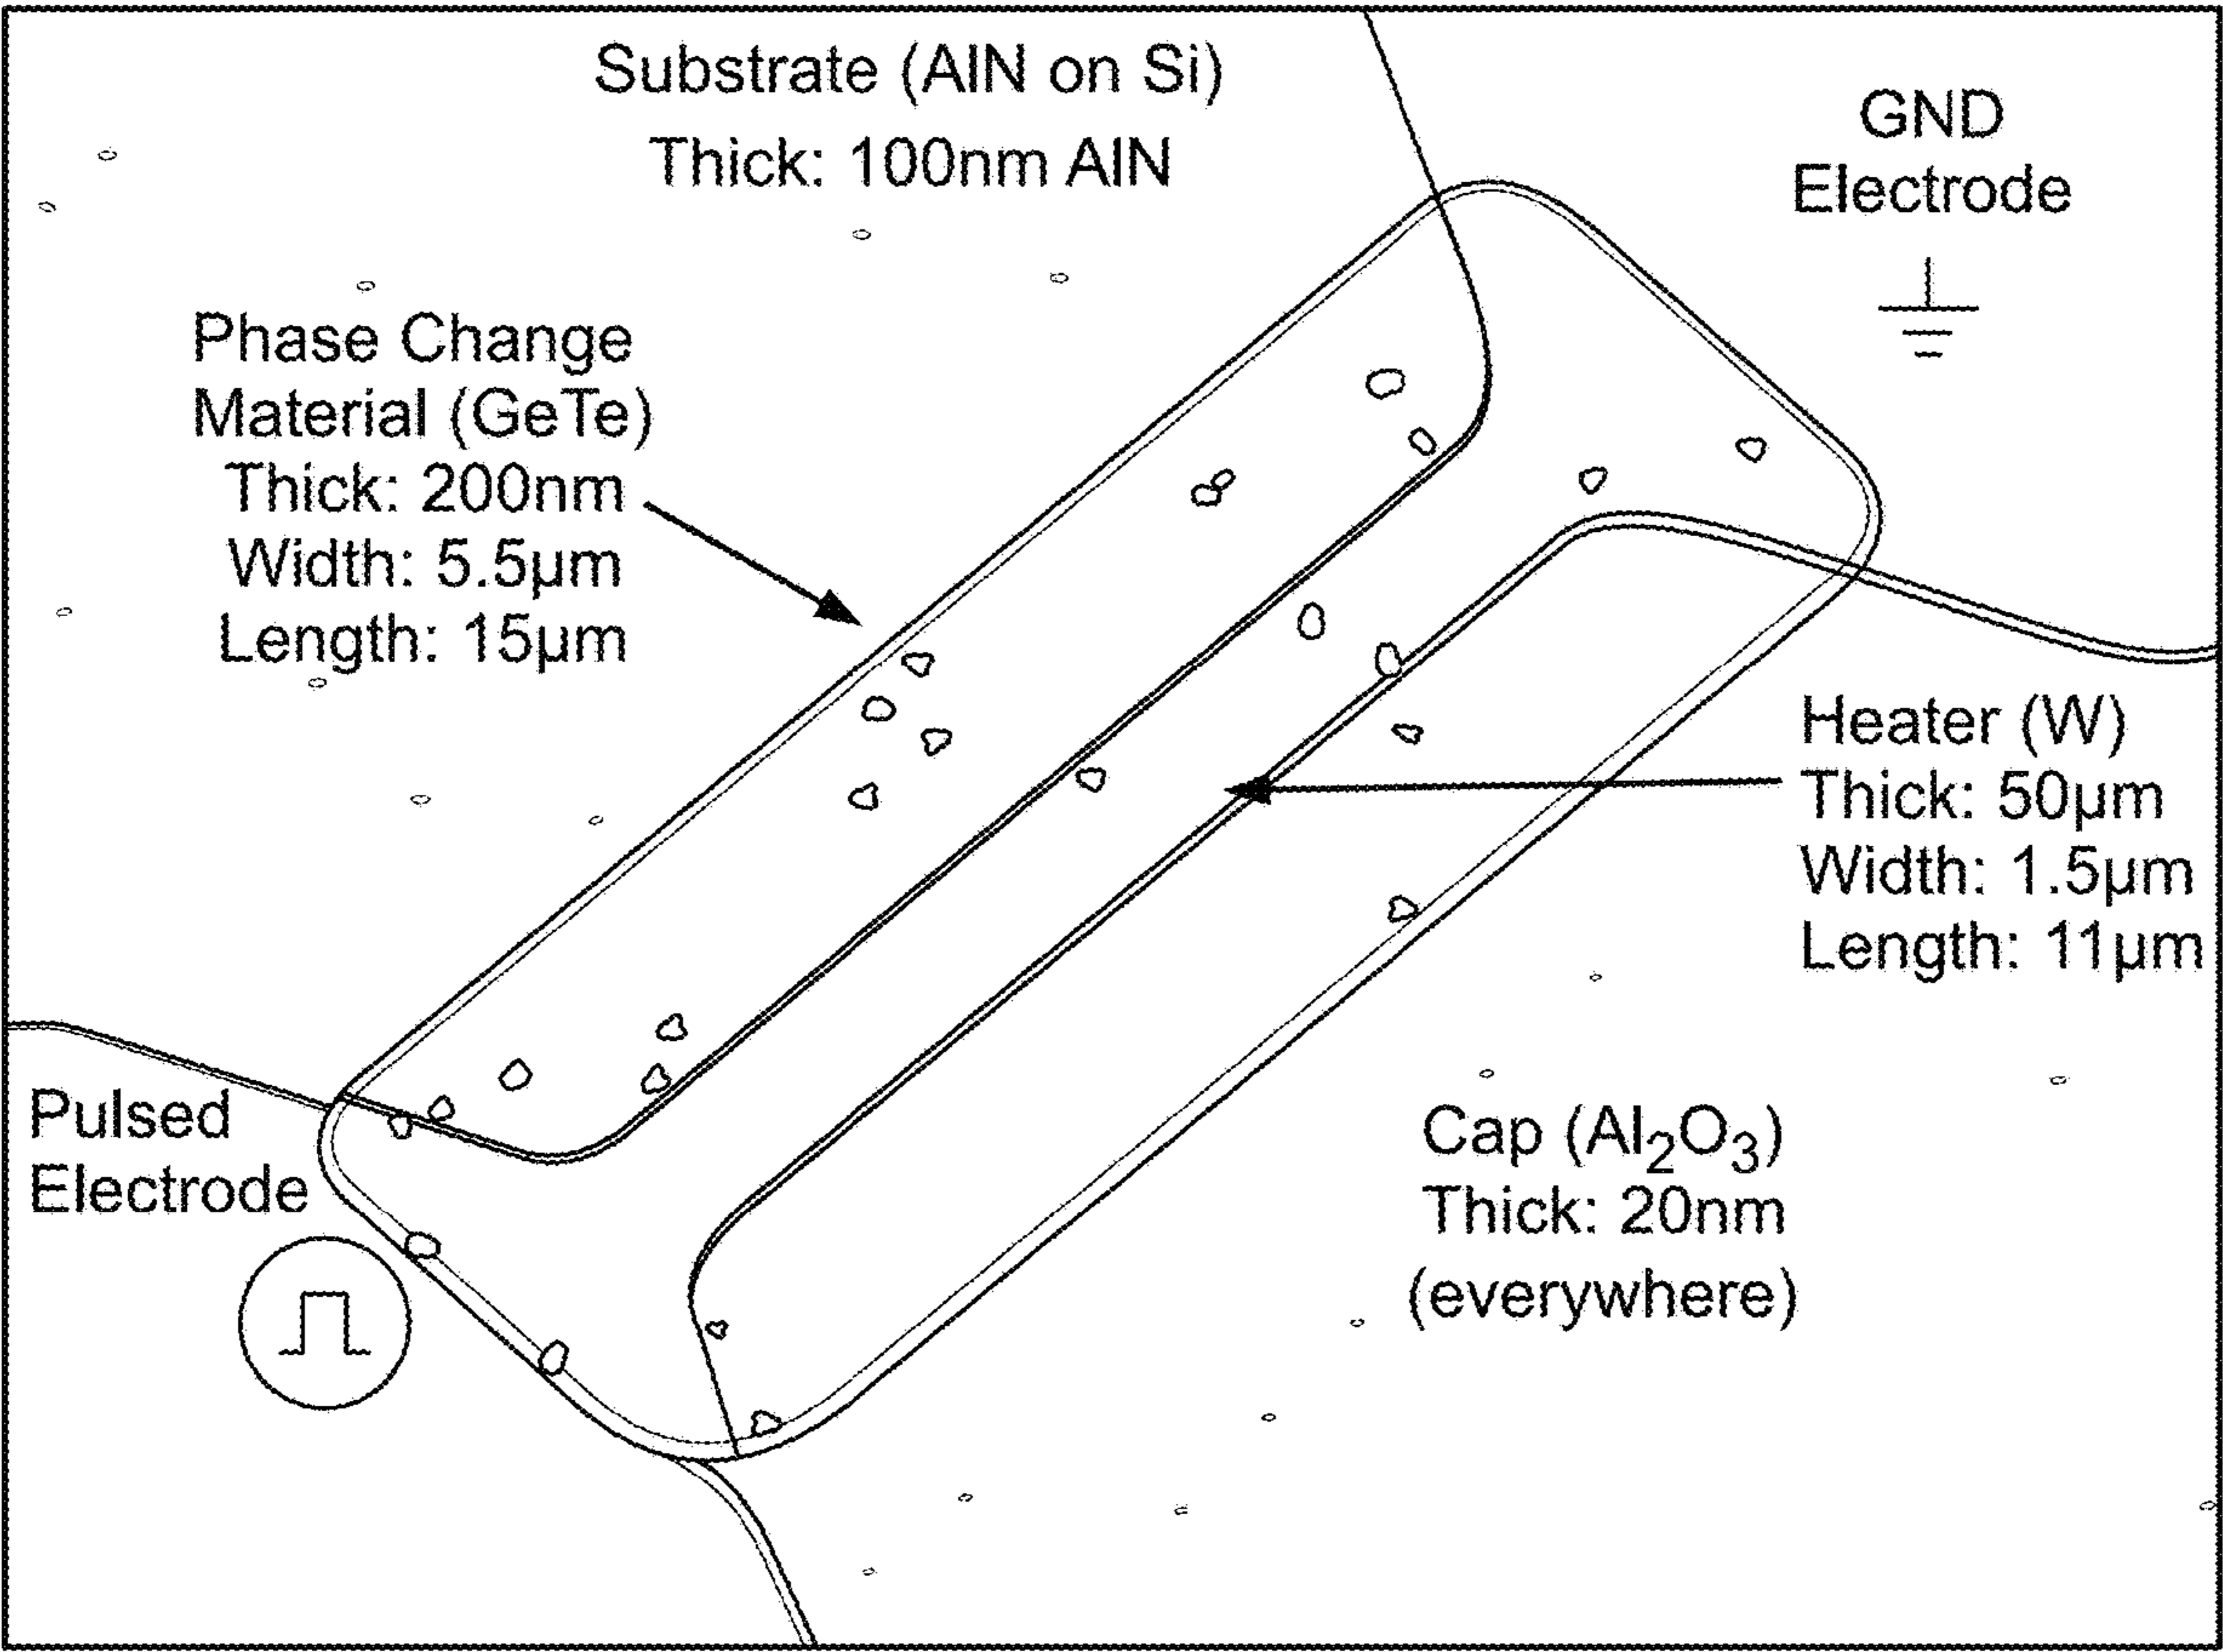 Substrate (AlN on Si)
Thick: 100nm AlN
GND
Electrode
Phase Change
Material (GeTe)
Thick: 200nm
Width: 5.5µm
Length: 15µm
Heater (W)
Thick: 50µm
Width: 1.5µm
Length: 11µm
Pulsed
Electrode
Cap (Al₂O₃)
Thick: 20nm
(everywhere)